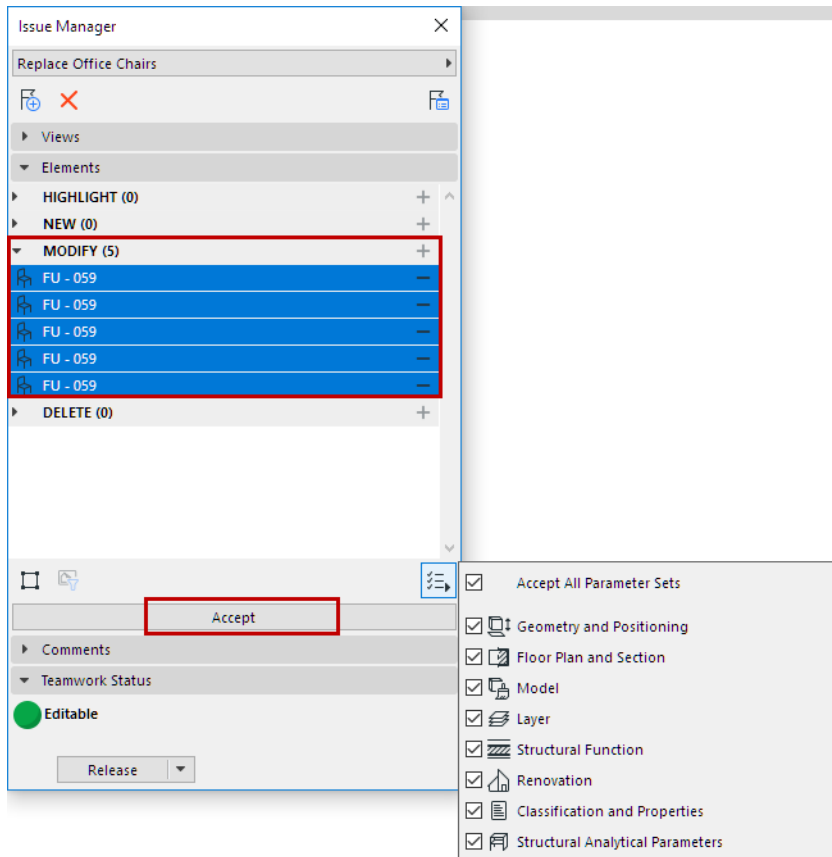 Issue Manager
Replace Office Chairs
Views
Elements
HIGHLIGHT (0)
NEW (0)
MODIFY (5)
FU - 059
FU - 059
FU - 059
FU - 059
FU - 059
DELETE (0)
Accept
Comments
Teamwork Status
Editable
Release
Accept All Parameter Sets
Geometry and Positioning
Floor Plan and Section
Model
Layer
Structural Function
Renovation
Classification and Properties
Structural Analytical Parameters